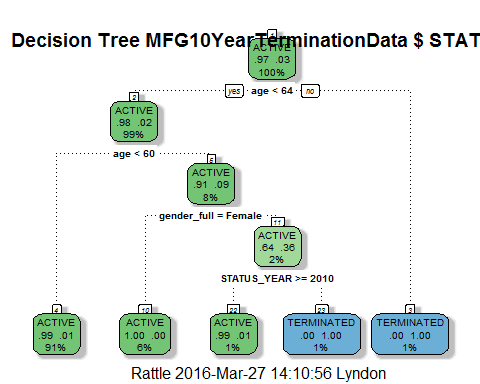 Decision Tree MFG10YearTerminationData $ STAT
1
ACTIVE
.97 .03
100%
yes age < 64 no
2
ACTIVE
.98 .02
99%
age < 60
5
ACTIVE
.91 .09
8%
gender_full = Female
11
ACTIVE
.64 .36
2%
STATUS_YEAR >= 2010
4
ACTIVE
.99 .01
91%
10
ACTIVE
1.00 .00
6%
22
ACTIVE
.99 .01
1%
23
TERMINATED
.00 1.00
1%
3
TERMINATED
.00 1.00
1%
Rattle 2016-Mar-27 14:10:56 Lyndon